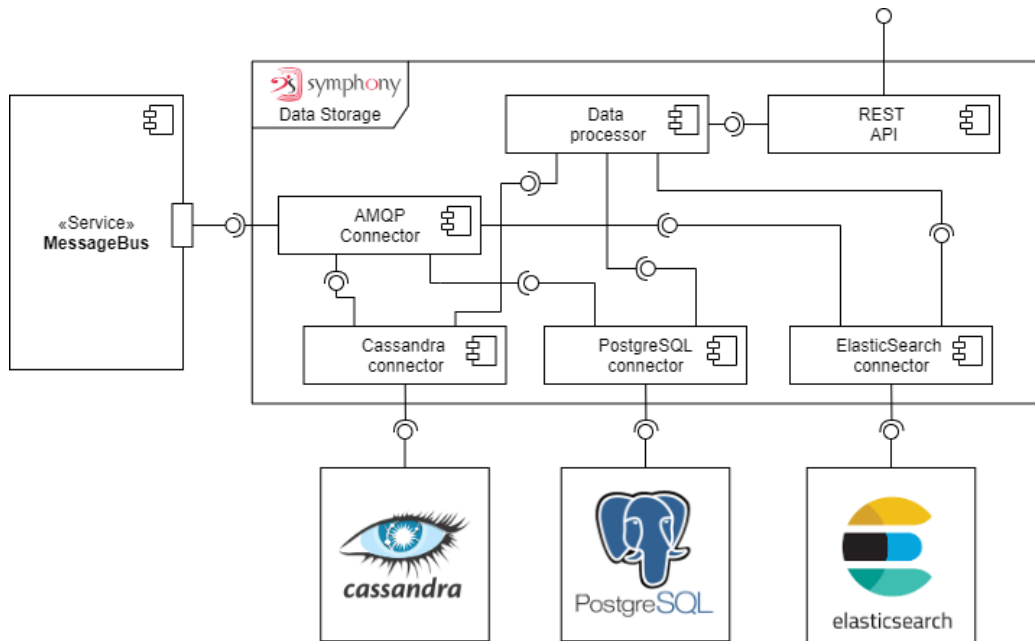 symphony
Data Storage
Data
processor
REST
API
«Service»
MessageBus
AMQP
Connector
Cassandra
connector
PostgreSQL
connector
ElasticSearch
connector
cassandra
PostgreSQL
elasticsearch